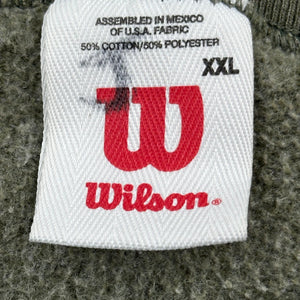 ASSEMBLED IN MEXICO
OF U.S.A. FABRIC
50% COTTON/50% POLYESTER
XXL
W
Wilson®